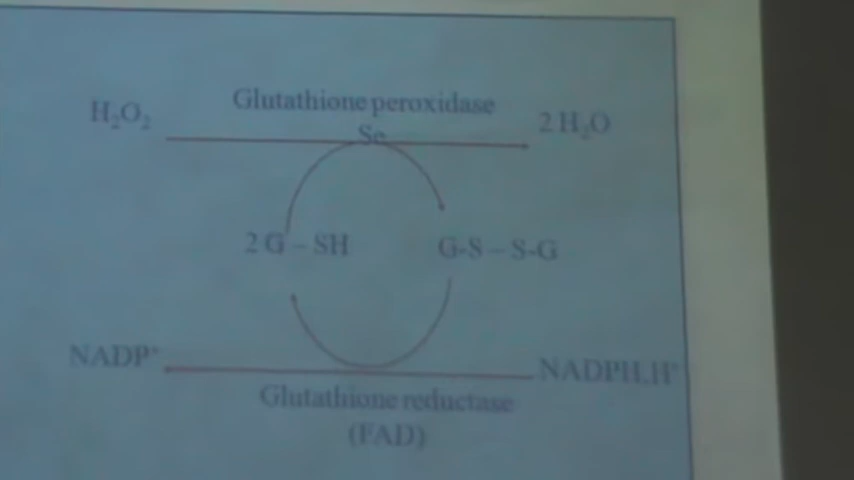 Glutathione peroxidase
H₂O₂
2 H₂O
Se
2 G – SH
G-S – S-G
NADP⁺
NADPH.H⁺
Glutathione reductase
(FAD)